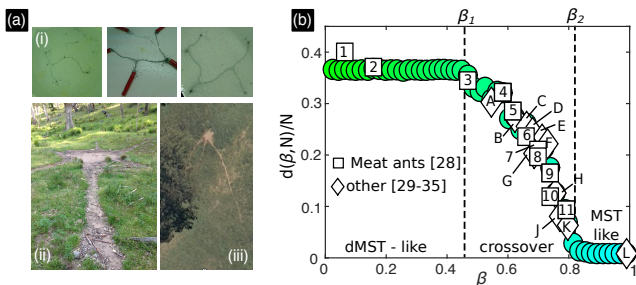 (a)
(i)
(ii)
(iii)
(b)
β1 β2
d(β,N)/N
0.4
0.3
0.2
0.1
0
1
2
3
4
A
5
C
D
B
6
E
F
7
8
G
9
H
10
11
J
K
L
Meat ants [28]
other [29-35]
dMST - like
crossover
MST
like
0 0.2 0.4 0.6 0.8 1
β